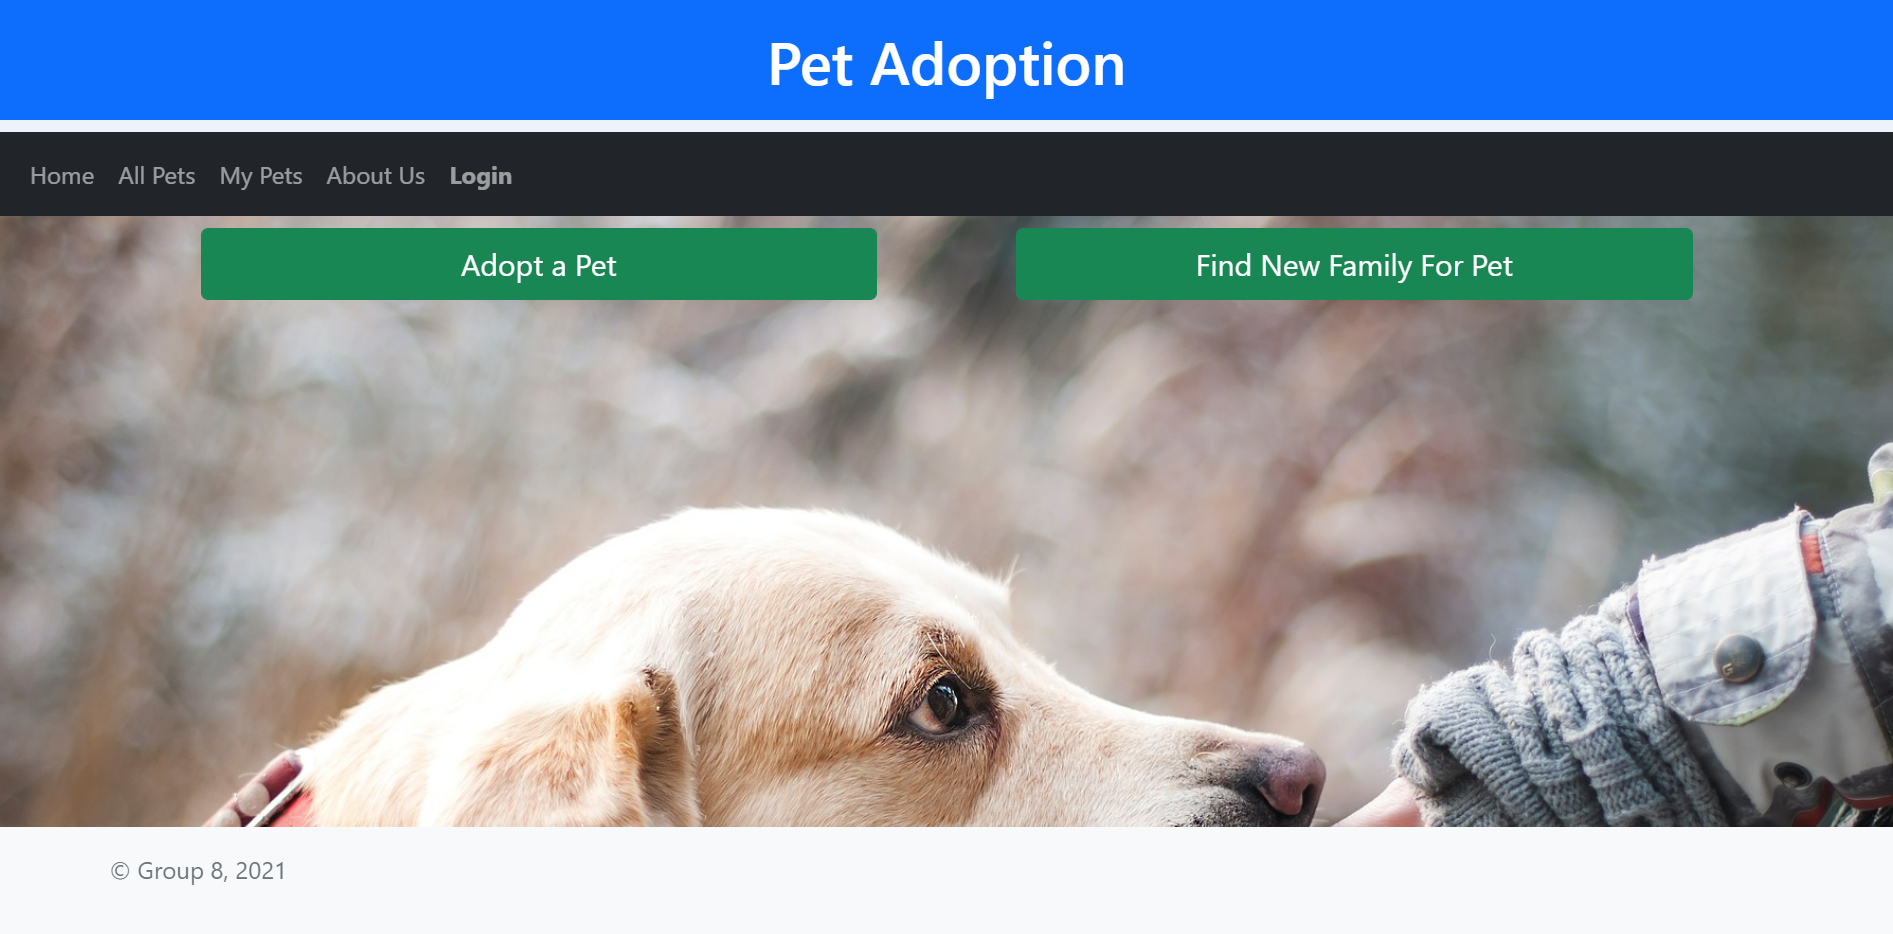 Pet Adoption
Home All Pets My Pets About Us Login
Adopt a Pet
Find New Family For Pet
© Group 8, 2021